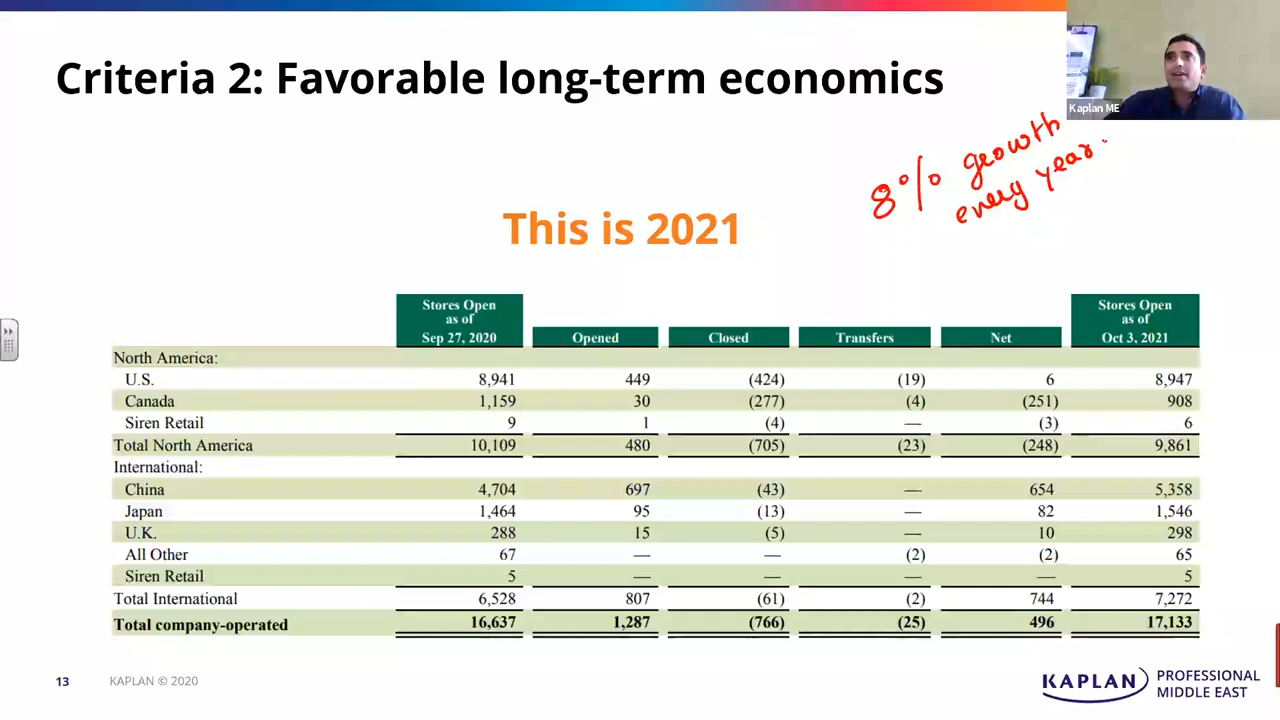 Criteria 2: Favorable long-term economics
Kaplan ME
8% growth
every year.
This is 2021
Stores Open as of Sep 27, 2020 Opened Closed Transfers Net Stores Open as of Oct 3, 2021
North America:
U.S. 8,941 449 (424) (19) 6 8,947
Canada 1,159 30 (277) (4) (251) 908
Siren Retail 9 1 (4) — (3) 6
Total North America 10,109 480 (705) (23) (248) 9,861
International:
China 4,704 697 (43) — 654 5,358
Japan 1,464 95 (13) — 82 1,546
U.K. 288 15 (5) — 10 298
All Other 67 — — (2) (2) 65
Siren Retail 5 — — — — 5
Total International 6,528 807 (61) (2) 744 7,272
Total company-operated 16,637 1,287 (766) (25) 496 17,133
13 KAPLAN © 2020
KAPLAN PROFESSIONAL
MIDDLE EAST